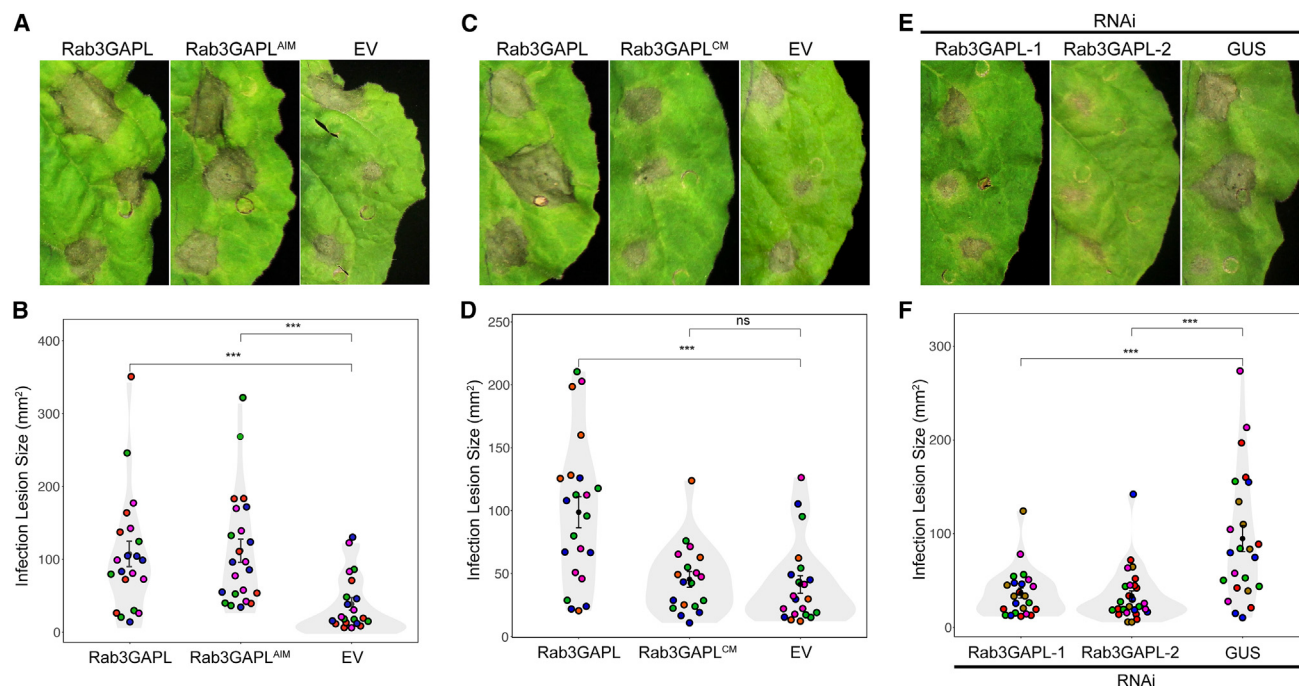 A
Rab3GAPL Rab3GAPL^AIM EV
C
Rab3GAPL Rab3GAPL^CM EV
E
RNAi
Rab3GAPL-1 Rab3GAPL-2 GUS
B
Infection Lesion Size (mm²)
400
300
200
100
0
***
***
Rab3GAPL Rab3GAPL^AIM EV
D
Infection Lesion Size (mm²)
250
200
150
100
50
0
ns
***
Rab3GAPL Rab3GAPL^CM EV
F
Infection Lesion Size (mm²)
300
200
100
0
***
***
Rab3GAPL-1 Rab3GAPL-2 GUS
RNAi